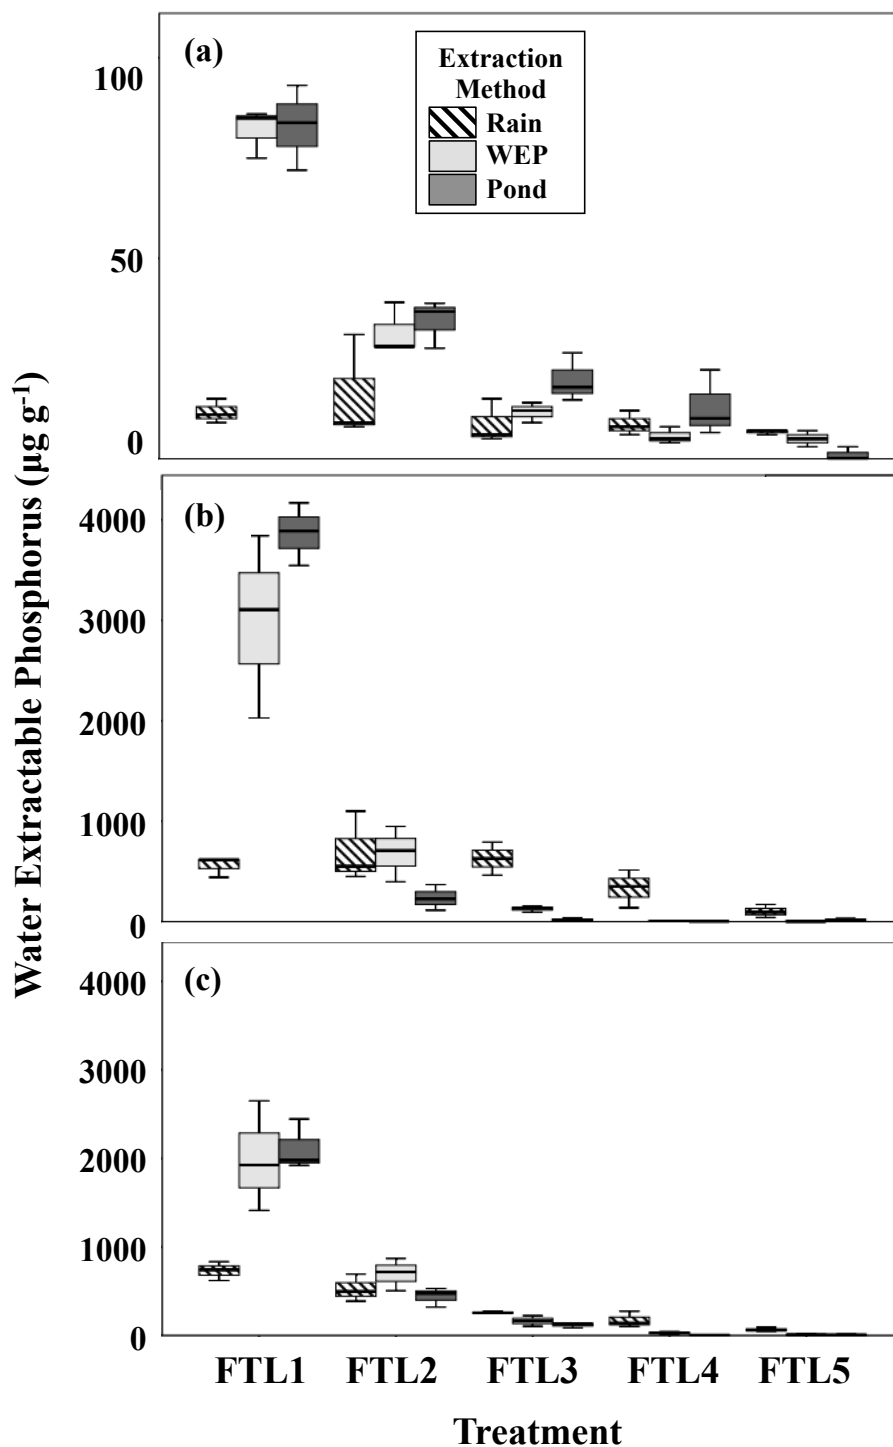 (a)
Extraction
Method
Rain
WEP
Pond
100
50
0
Water Extractable Phosphorus (µg g⁻¹)
(b)
4000
3000
2000
1000
0
(c)
4000
3000
2000
1000
0
FTL1 FTL2 FTL3 FTL4 FTL5
Treatment